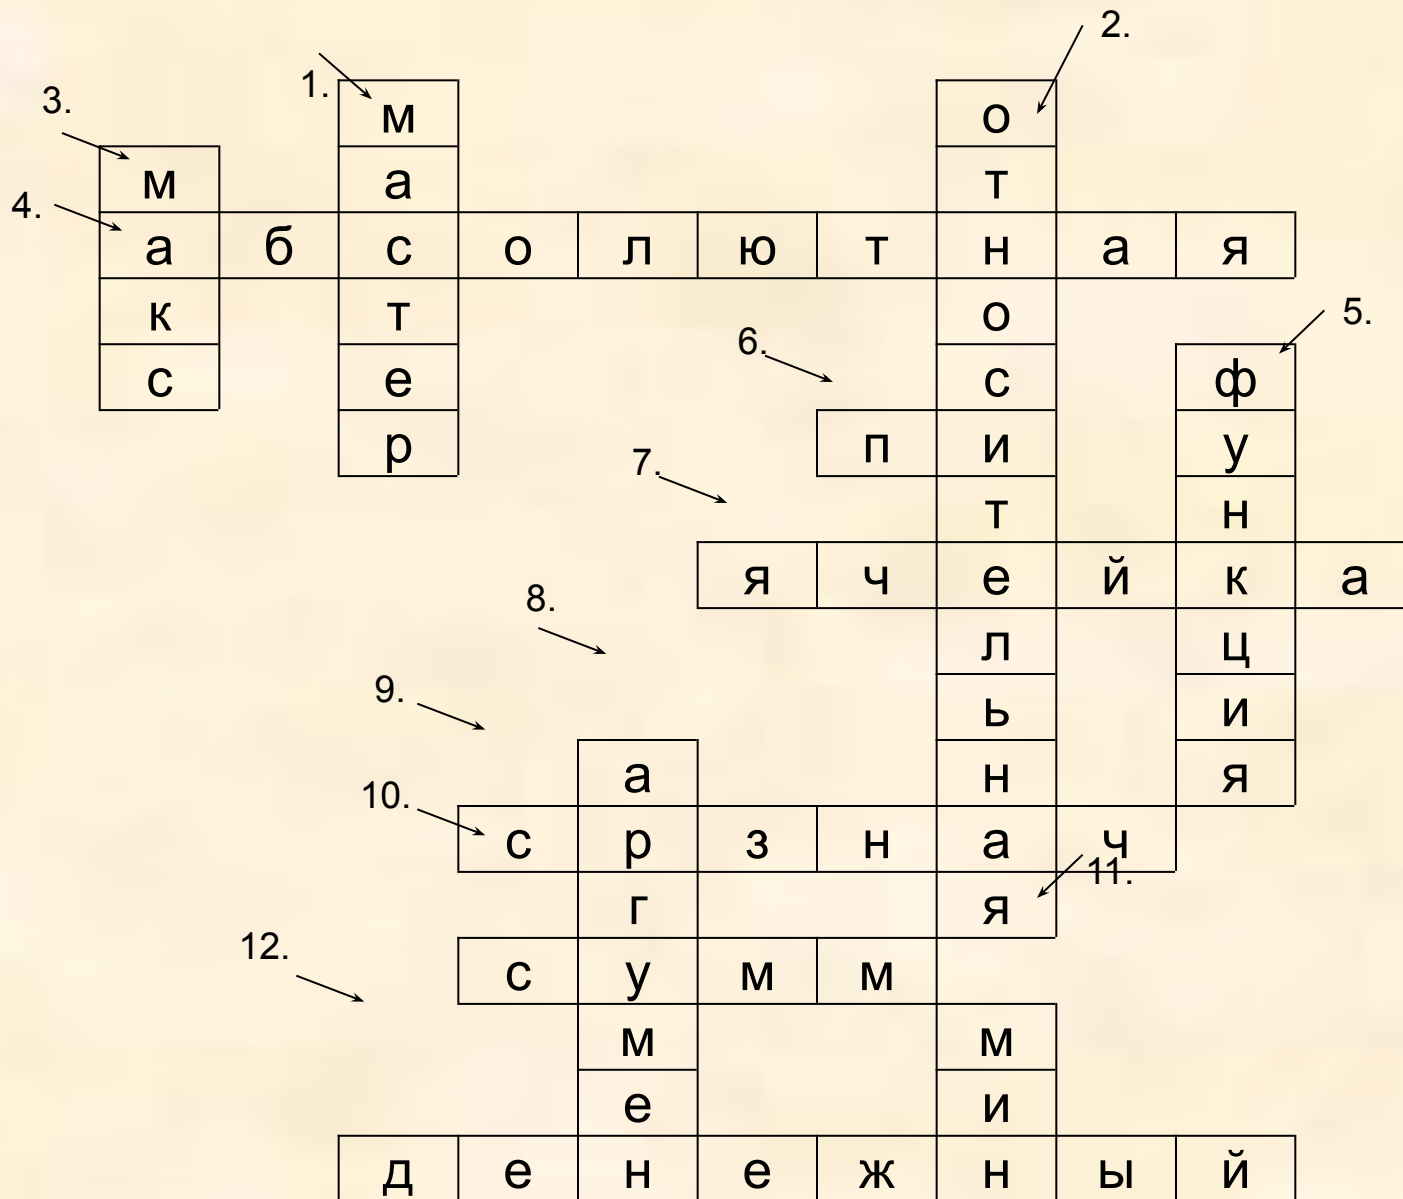 2.
1.
м о
3.
м а т
4.
а б с о л ю т н а я
к т о
5.
6.
с е с ф
р п и у
7.
т н
я ч е й к а
8.
л ц
9.
ь и
а н я
10.
с р з н а ч
11.
г я
12.
с у м м
м м
е и
д е н е ж н ы й